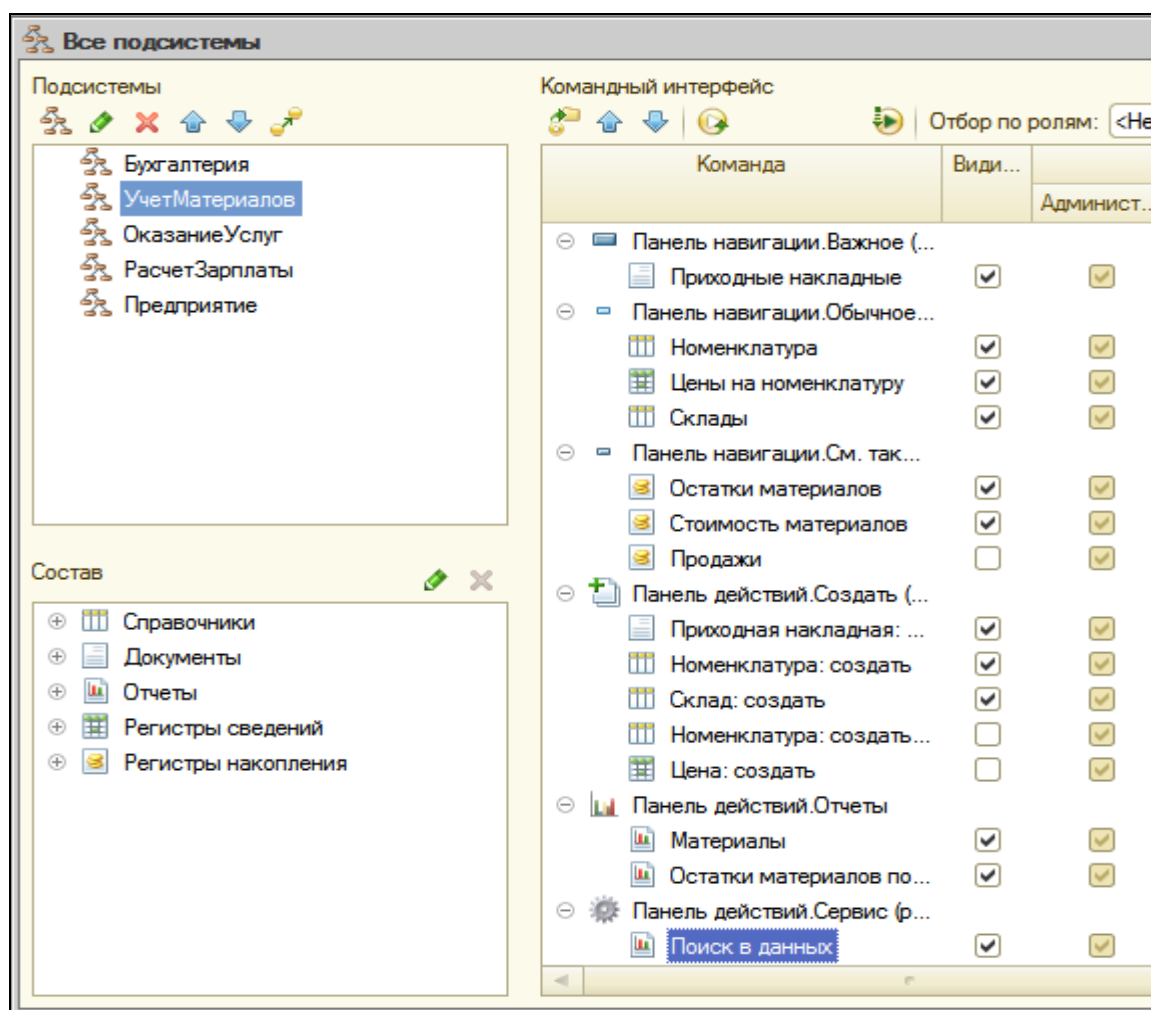 Все подсистемы
Подсистемы
Бухгалтерия
УчетМатериалов
ОказаниеУслуг
РасчетЗарплаты
Предприятие
Состав
Справочники
Документы
Отчеты
Регистры сведений
Регистры накопления
Командный интерфейс
Отбор по ролям: <Не
Команда Види...
Админист...
Панель навигации.Важное (...
Приходные накладные
Панель навигации.Обычное...
Номенклатура
Цены на номенклатуру
Склады
Панель навигации.См. так...
Остатки материалов
Стоимость материалов
Продажи
Панель действий.Создать (...
Приходная накладная: ...
Номенклатура: создать
Склад: создать
Номенклатура: создать...
Цена: создать
Панель действий.Отчеты
Материалы
Остатки материалов по...
Панель действий.Сервис (р...
Поиск в данных